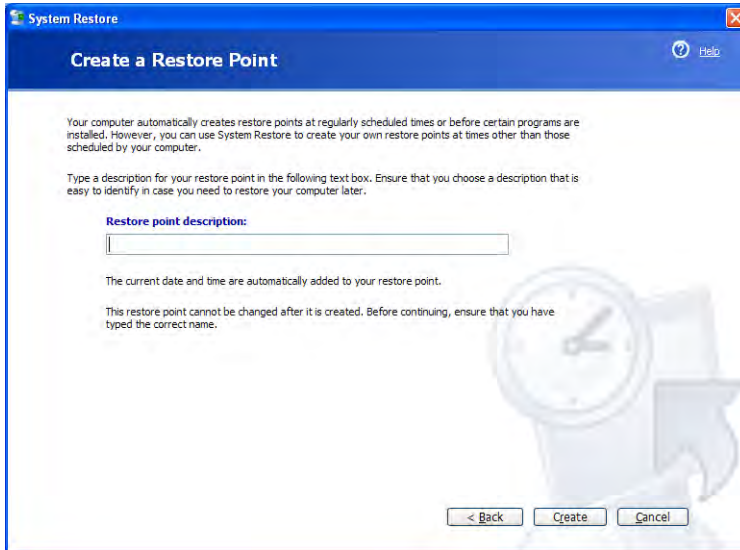 System Restore
Create a Restore Point
Help
Your computer automatically creates restore points at regularly scheduled times or before certain programs are
installed. However, you can use System Restore to create your own restore points at times other than those
scheduled by your computer.
Type a description for your restore point in the following text box. Ensure that you choose a description that is
easy to identify in case you need to restore your computer later.
Restore point description:
The current date and time are automatically added to your restore point.
This restore point cannot be changed after it is created. Before continuing, ensure that you have
typed the correct name.
< Back Create Cancel